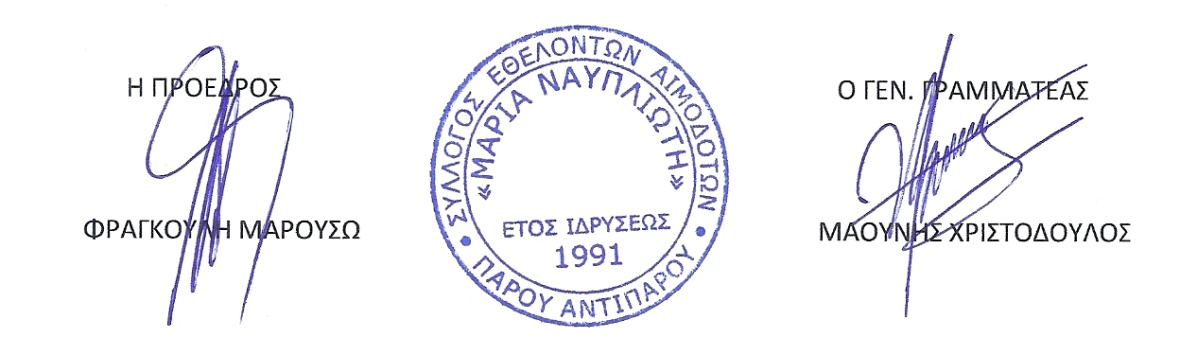 Η ΠΡΟΕΔΡΟΣ
ΦΡΑΓΚΟΥΛΗ ΜΑΡΟΥΣΩ
ΣΥΛΛΟΓΟΣ ΕΘΕΛΟΝΤΩΝ ΑΙΜΟΔΟΤΩΝ
«ΜΑΡΙΑ ΝΑΥΠΛΙΩΤΗ»
ΕΤΟΣ ΙΔΡΥΣΕΩΣ
1991
ΠΑΡΟΥ ΑΝΤΙΠΑΡΟΥ
Ο ΓΕΝ. ΓΡΑΜΜΑΤΕΑΣ
ΜΑΟΥΝΗΣ ΧΡΙΣΤΟΔΟΥΛΟΣ